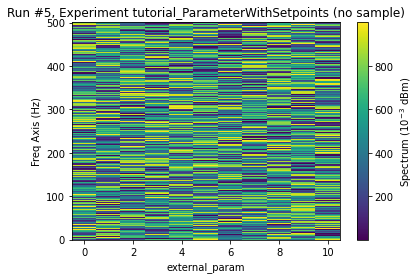 Run #5, Experiment tutorial_ParameterWithSetpoints (no sample)
500
400
300
200
100
0
Freq Axis (Hz)
0 2 4 6 8 10
external_param
800
600
400
200
Spectrum (10⁻³ dBm)